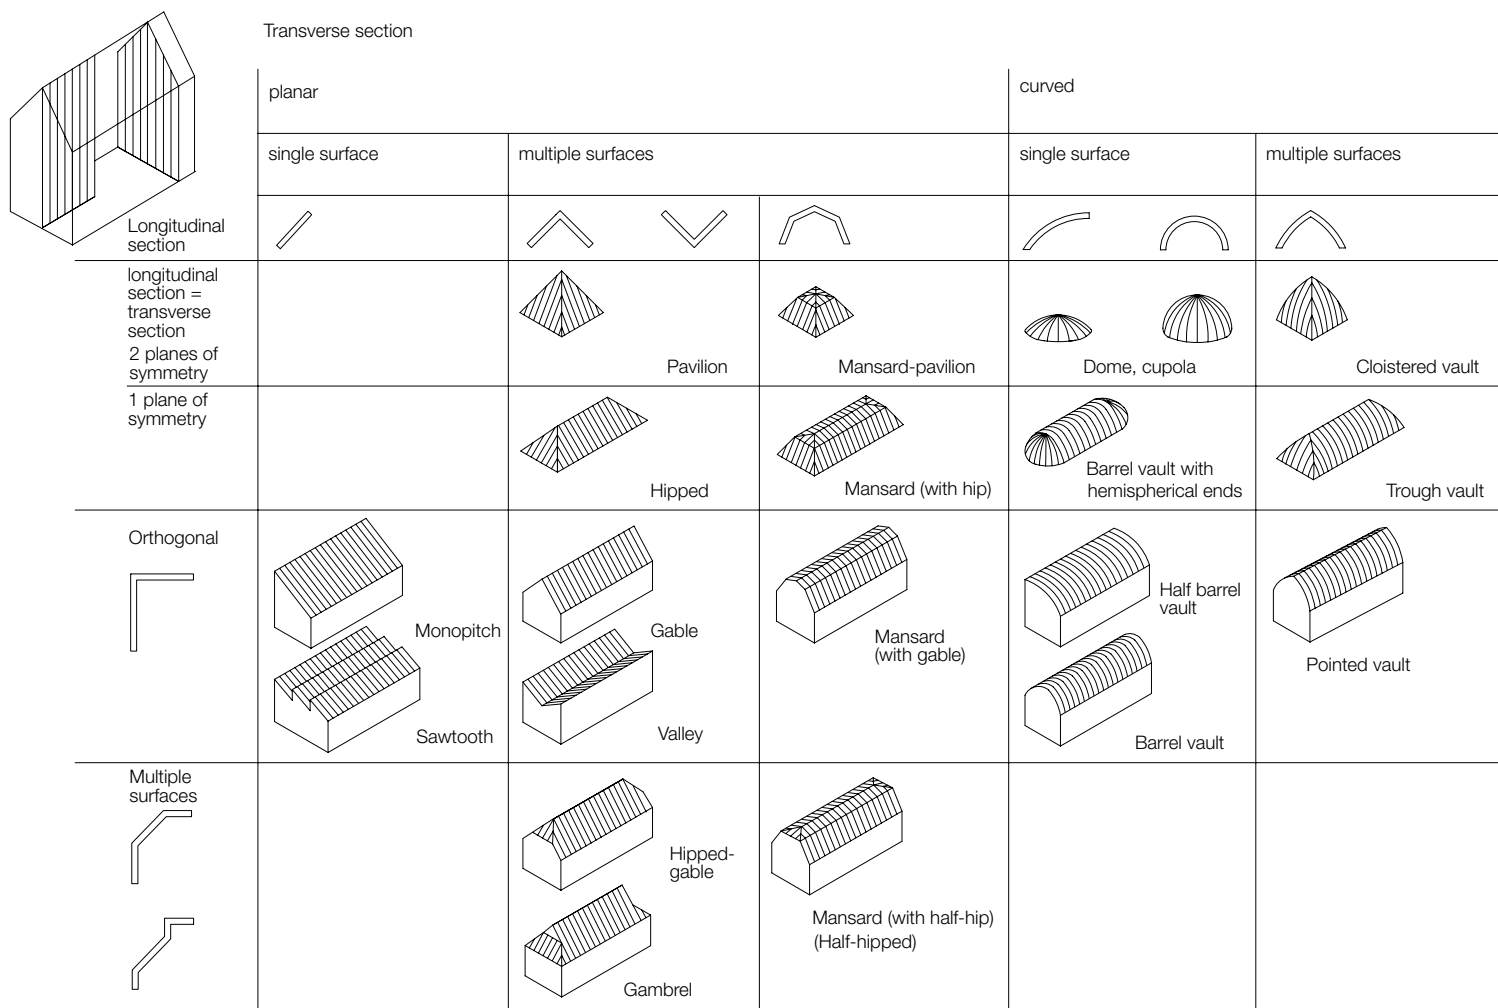 Transverse section
planar
curved
single surface
multiple surfaces
single surface
multiple surfaces
Longitudinal
section
longitudinal
section =
transverse
section
2 planes of
symmetry
Pavilion
Mansard-pavilion
Dome, cupola
Cloistered vault
1 plane of
symmetry
Hipped
Mansard (with hip)
Barrel vault with
hemispherical ends
Trough vault
Orthogonal
Monopitch
Sawtooth
Gable
Valley
Mansard
(with gable)
Half barrel
vault
Barrel vault
Pointed vault
Multiple
surfaces
Hipped-
gable
Gambrel
Mansard (with half-hip)
(Half-hipped)